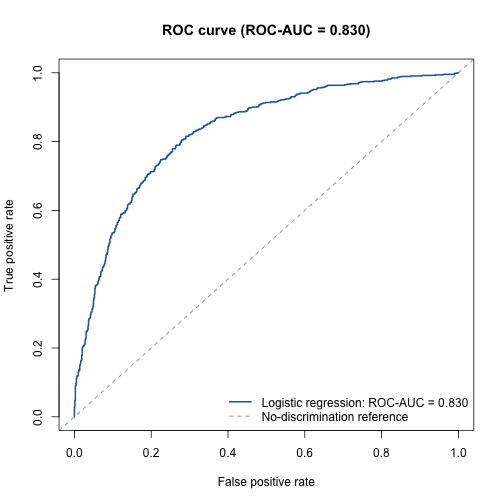 ROC curve (ROC-AUC = 0.830)
True positive rate
1.0
0.8
0.6
0.4
0.2
0.0
Logistic regression: ROC-AUC = 0.830
No-discrimination reference
0.0 0.2 0.4 0.6 0.8 1.0
False positive rate